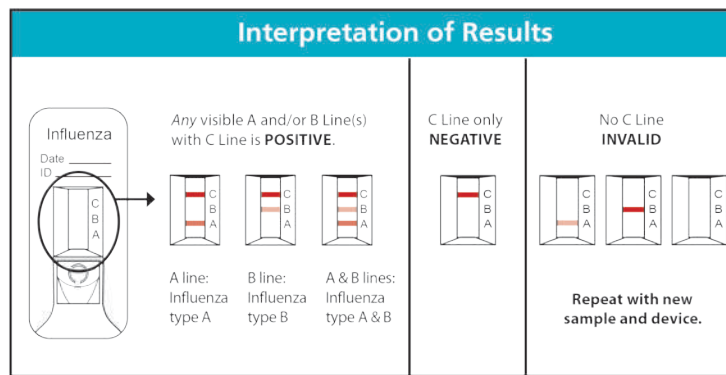 Interpretation of Results
Influenza
Date
ID
C
B
A
Any visible A and/or B Line(s)
with C Line is POSITIVE.
C
B
A
C
B
A
C
B
A
A line:
Influenza
type A
B line:
Influenza
type B
A & B lines:
Influenza
type A & B
C Line only
NEGATIVE
C
B
A
No C Line
INVALID
C
B
A
C
B
A
C
B
A
Repeat with new
sample and device.